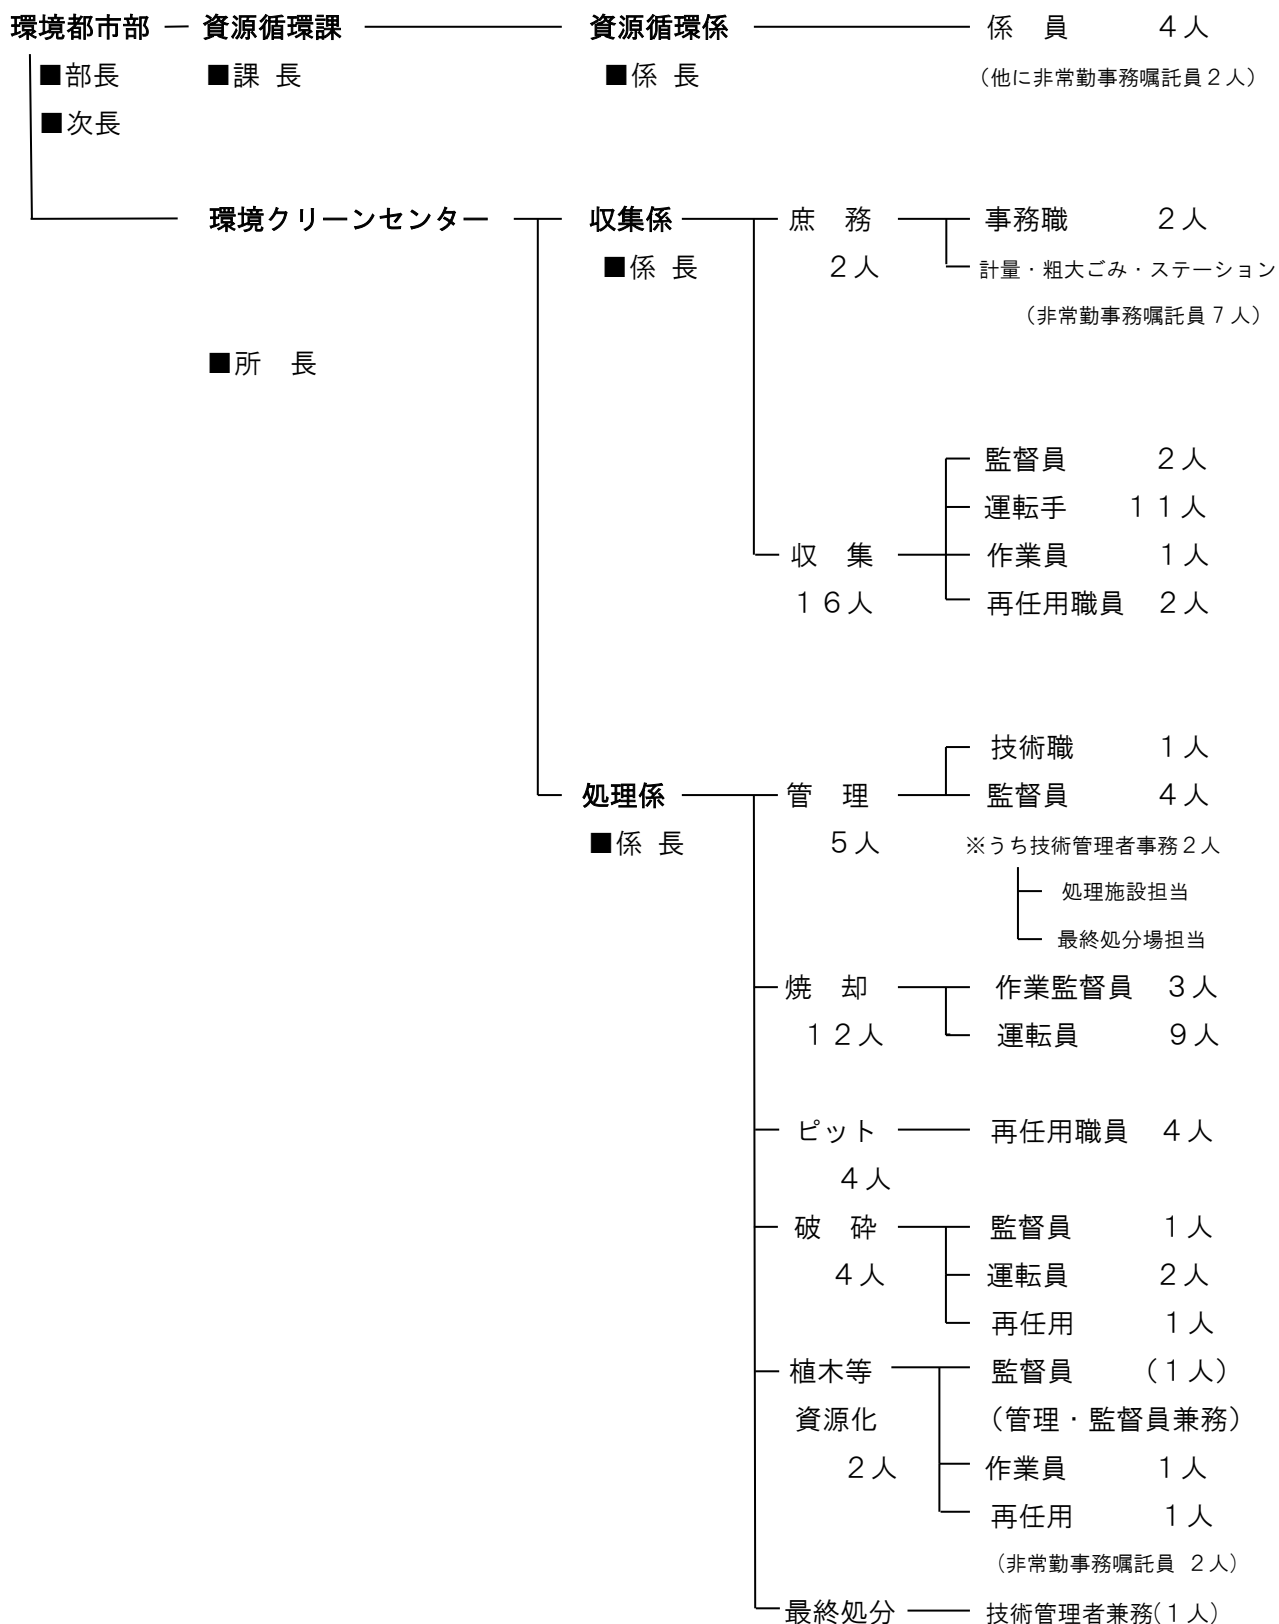 環境都市部 資源循環課 資源循環係 係　員　４人
■部長 ■課 長 ■係 長 （他に非常勤事務嘱託員２人）
■次長
環境クリーンセンター 収集係 庶　務 事務職　２人
■係 長 ２人 計量・粗大ごみ・ステーション
（非常勤事務嘱託員７人）
■所　長
監督員　２人
運転手　１１人
収　集 作業員　１人
１６人 再任用職員　２人
技術職　１人
処理係 管　理 監督員　４人
■係 長 ５人 ※うち技術管理者事務２人
処理施設担当
最終処分場担当
焼　却 作業監督員　３人
１２人 運転員　９人
ピット 再任用職員　４人
４人
破　砕 監督員　１人
４人 運転員　２人
再任用　１人
植木等 監督員　（１人）
資源化 （管理・監督員兼務）
２人 作業員　１人
再任用　１人
（非常勤事務嘱託員　２人）
最終処分 技術管理者兼務(１人)